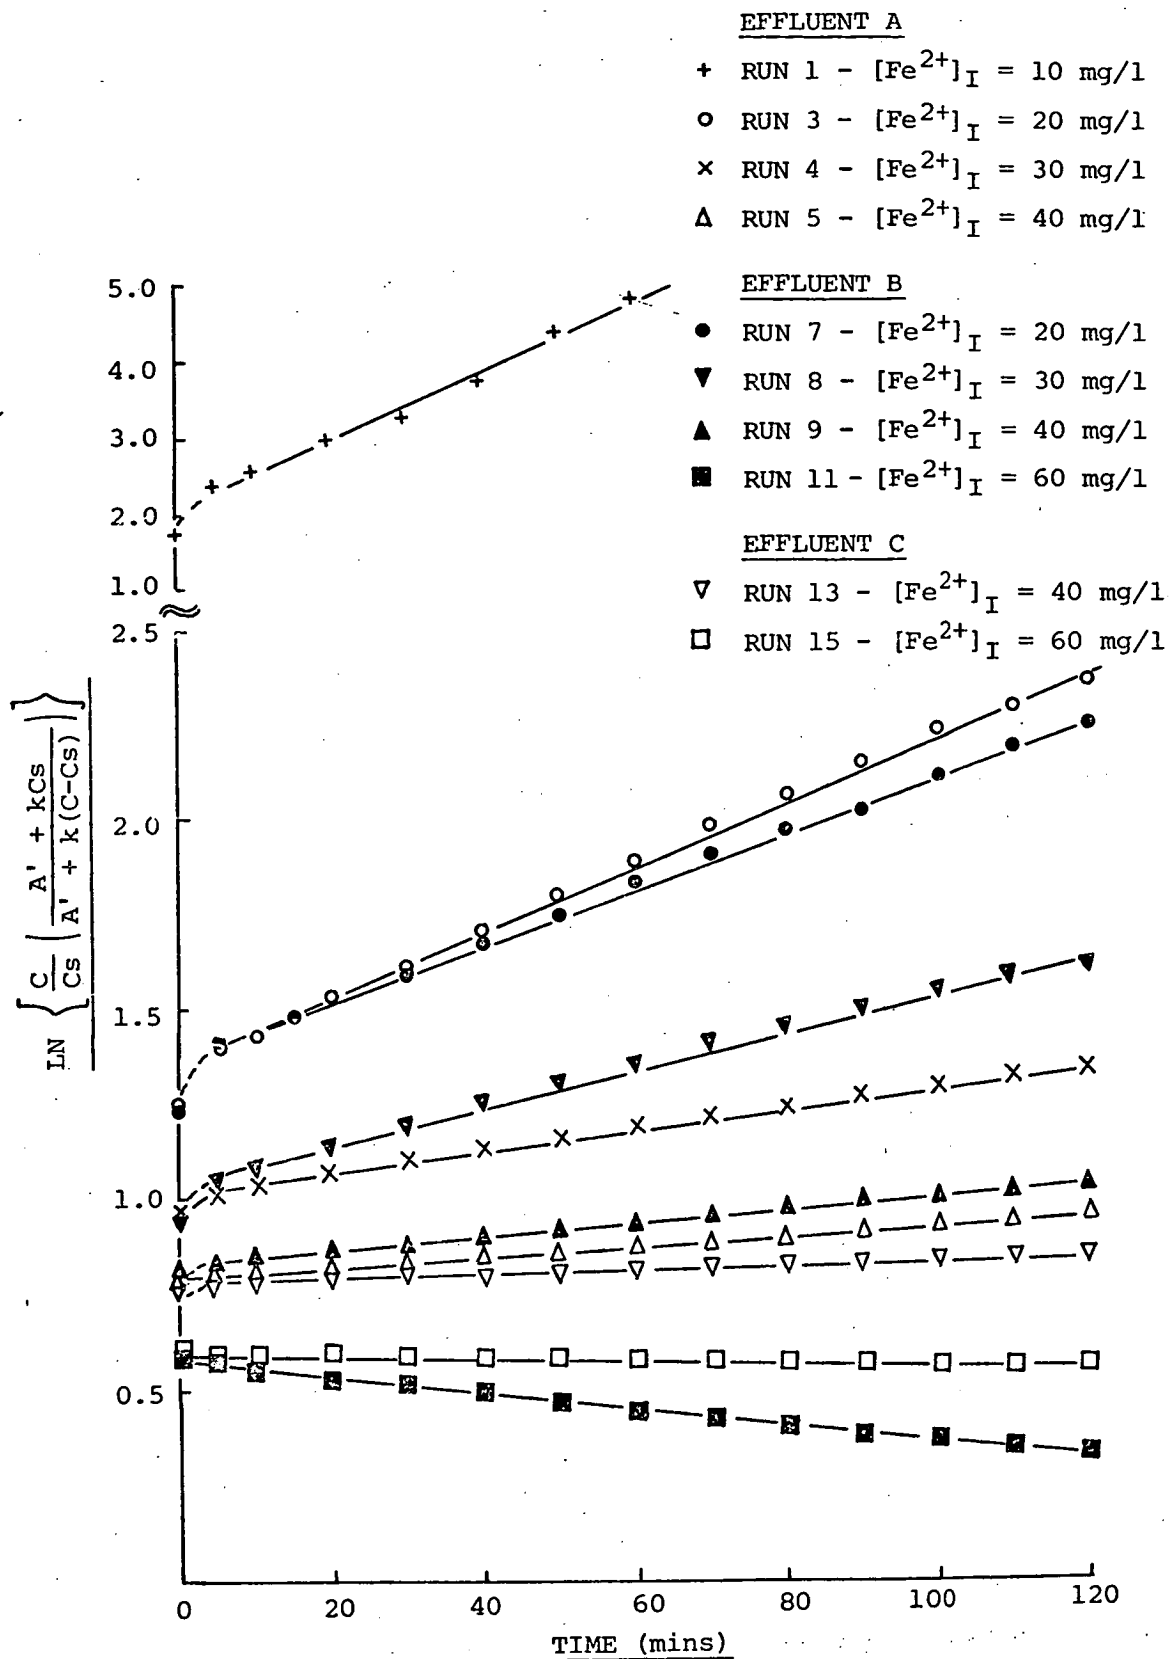 EFFLUENT A
+ RUN 1 - [Fe2+]I = 10 mg/l
o RUN 3 - [Fe2+]I = 20 mg/l
× RUN 4 - [Fe2+]I = 30 mg/l
△ RUN 5 - [Fe2+]I = 40 mg/l
EFFLUENT B
● RUN 7 - [Fe2+]I = 20 mg/l
▼ RUN 8 - [Fe2+]I = 30 mg/l
▲ RUN 9 - [Fe2+]I = 40 mg/l
■ RUN 11 - [Fe2+]I = 60 mg/l
EFFLUENT C
▽ RUN 13 - [Fe2+]I = 40 mg/l
□ RUN 15 - [Fe2+]I = 60 mg/l
5.0
4.0
3.0
2.0
1.0
2.5
2.0
1.5
1.0
0.5
LN { C/Cs ( A' + kCs / A' + k(C-Cs) ) }
0 20 40 60 80 100 120
TIME (mins)